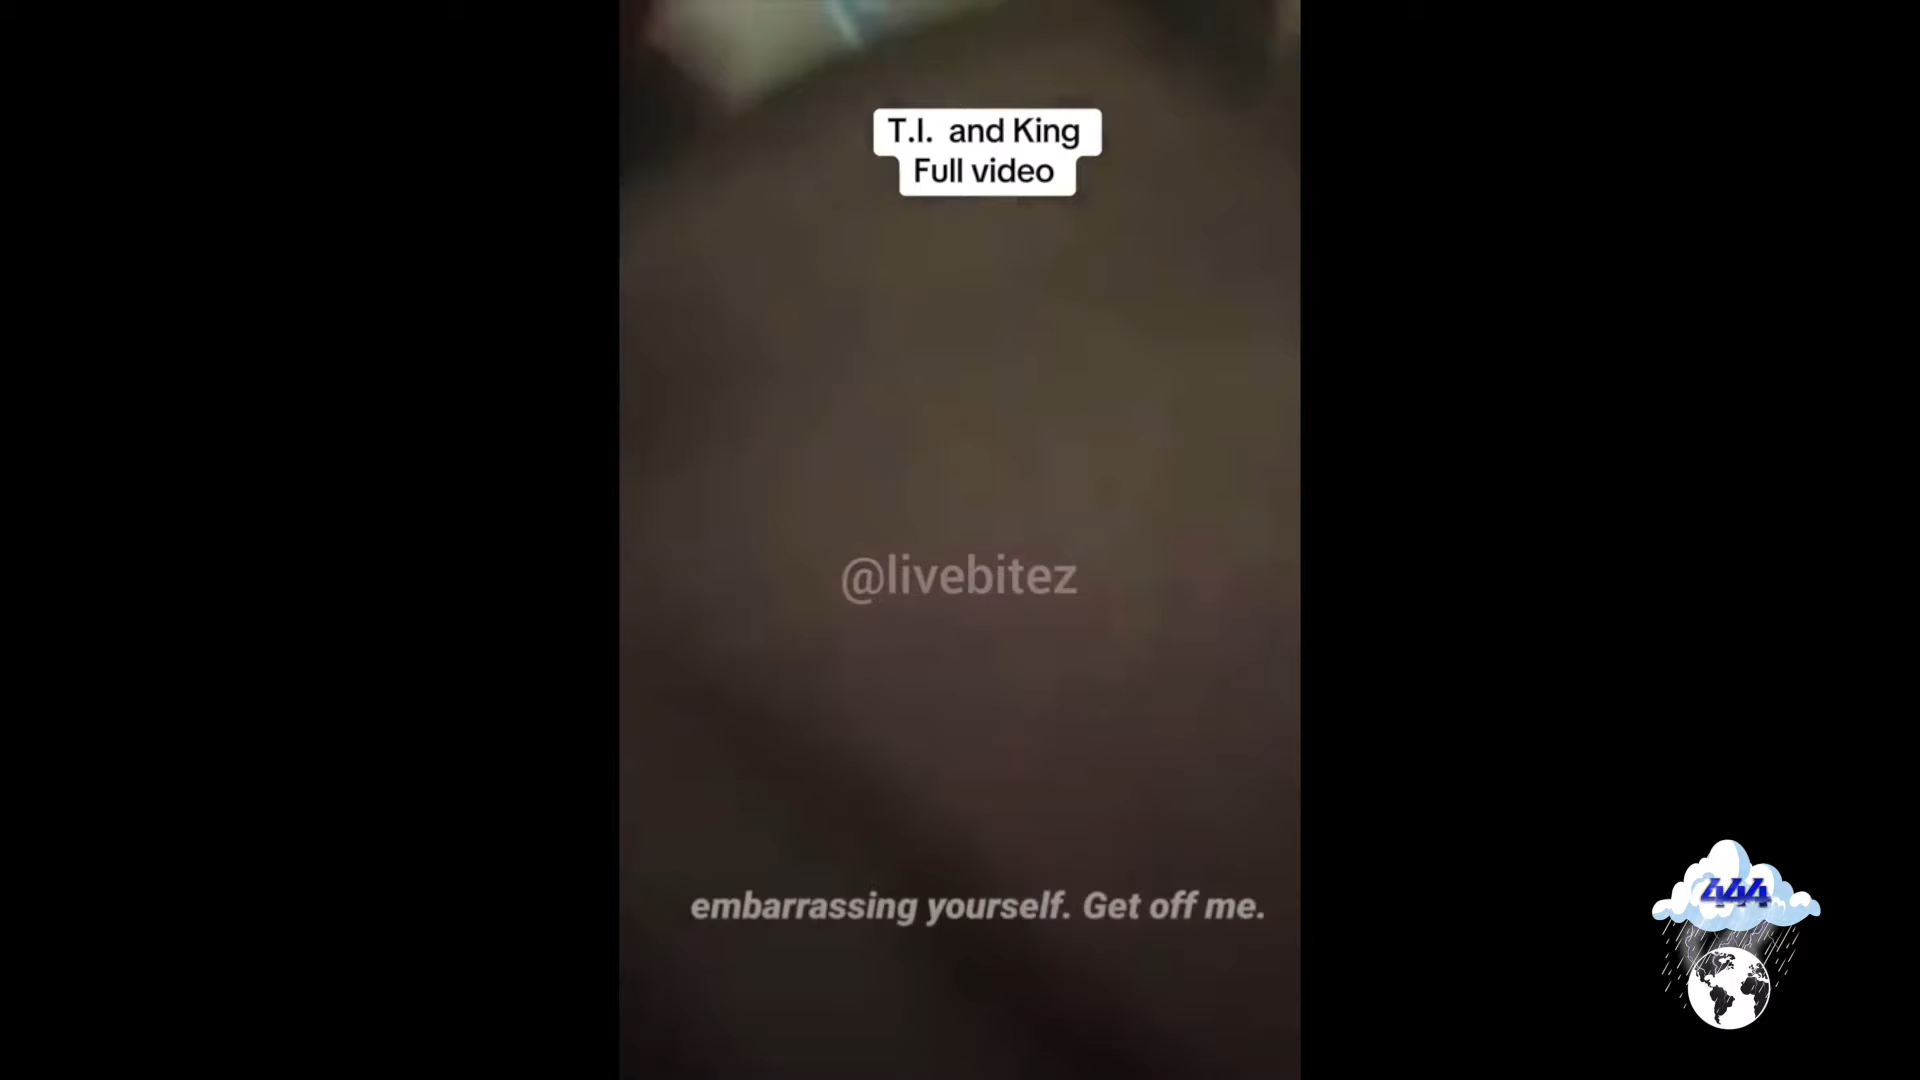 T.I. and King
Full video
@livebitez
embarrassing yourself. Get off me.
444